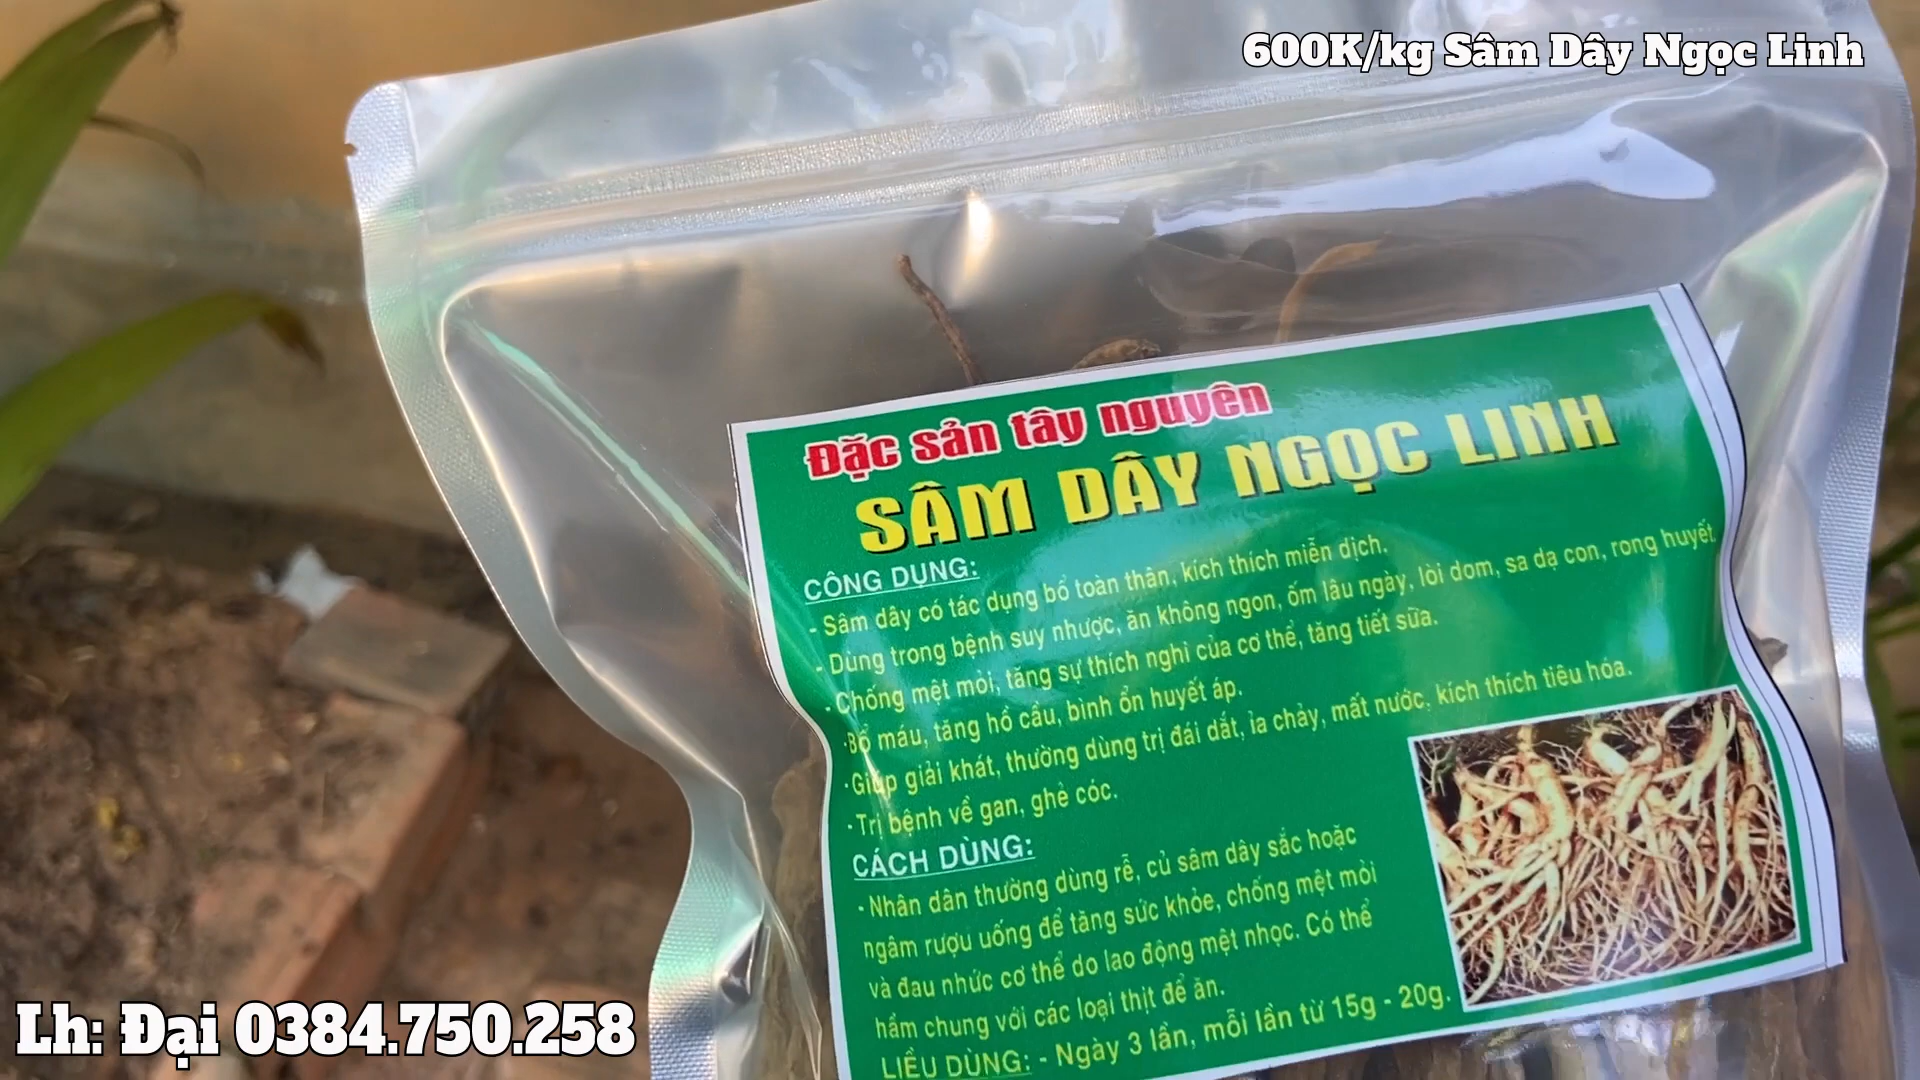 600K/kg Sâm Dây Ngọc Linh
Đặc sản tây nguyên
SÂM DÂY NGỌC LINH
CÔNG DỤNG:
- Sâm dây có tác dụng bổ toàn thân, kích thích miễn dịch.
- Dùng trong bệnh suy nhược, ăn không ngon, ốm lâu ngày, lòi dom, sa dạ con, rong huyết
- Chống mệt mỏi, tăng sự thích nghi của cơ thể, tăng tiết sữa.
- Bổ máu, tăng hồ cầu, bình ổn huyết áp.
- Giúp giải khát, thường dùng trị đái dắt, ỉa chảy, mất nước, kích thích tiêu hóa.
- Trị bệnh về gan, ghẻ cóc.
CÁCH DÙNG:
- Nhân dân thường dùng rễ, củ sâm dây sắc hoặc
ngâm rượu uống để tăng sức khỏe, chống mệt mỏi
và đau nhức cơ thể do lao động mệt nhọc. Có thể
hầm chung với các loại thịt để ăn.
LIỀU DÙNG: - Ngày 3 lần, mỗi lần từ 15g - 20g.
Lh: Đại 0384.750.258